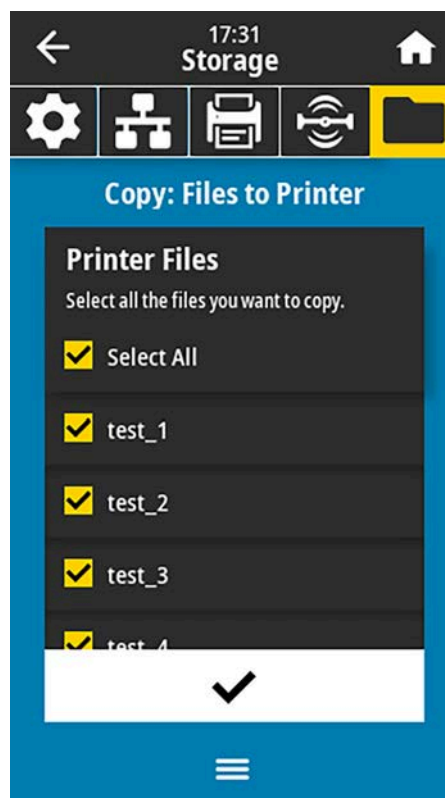 17:31
Storage
Copy: Files to Printer
Printer Files
Select all the files you want to copy.
Select All
test_1
test_2
test_3
test_4